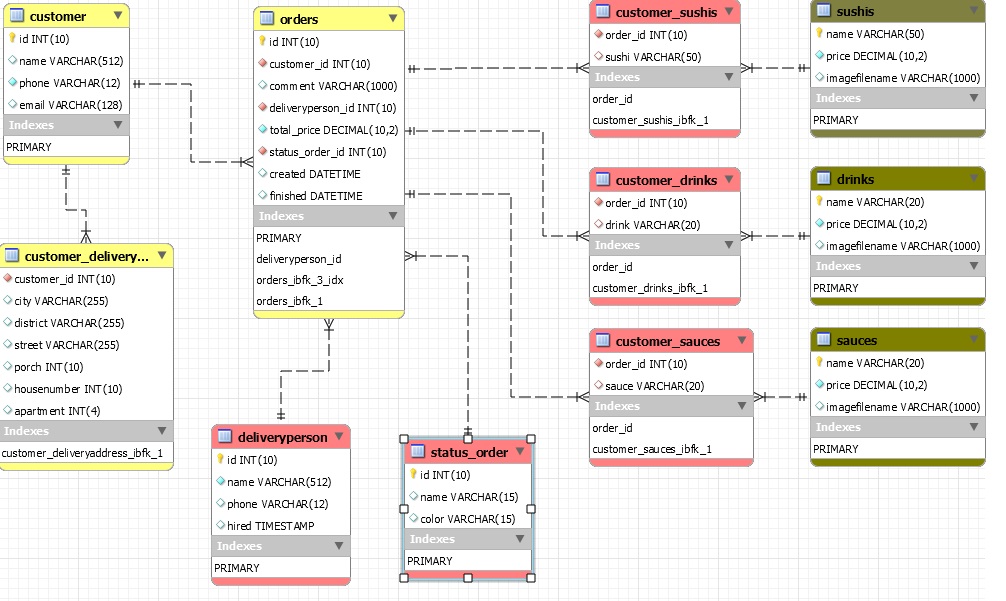 customer
id INT(10)
name VARCHAR(512)
phone VARCHAR(12)
email VARCHAR(128)
Indexes
PRIMARY
customer_delivery...
customer_id INT(10)
city VARCHAR(255)
district VARCHAR(255)
street VARCHAR(255)
porch INT(10)
housenumber INT(10)
apartment INT(4)
Indexes
customer_deliveryaddress_ibfk_1
orders
id INT(10)
customer_id INT(10)
comment VARCHAR(1000)
deliveryperson_id INT(10)
total_price DECIMAL(10,2)
status_order_id INT(10)
created DATETIME
finished DATETIME
Indexes
PRIMARY
deliveryperson_id
orders_ibfk_3_idx
orders_ibfk_1
deliveryperson
id INT(10)
name VARCHAR(512)
phone VARCHAR(12)
hired TIMESTAMP
Indexes
PRIMARY
status_order
id INT(10)
name VARCHAR(15)
color VARCHAR(15)
Indexes
PRIMARY
customer_sushis
order_id INT(10)
sushi VARCHAR(50)
Indexes
order_id
customer_sushis_ibfk_1
customer_drinks
order_id INT(10)
drink VARCHAR(20)
Indexes
order_id
customer_drinks_ibfk_1
customer_sauces
order_id INT(10)
sauce VARCHAR(20)
Indexes
order_id
customer_sauces_ibfk_1
sushis
name VARCHAR(50)
price DECIMAL(10,2)
imagefilename VARCHAR(1000)
Indexes
PRIMARY
drinks
name VARCHAR(20)
price DECIMAL(10,2)
imagefilename VARCHAR(1000)
Indexes
PRIMARY
sauces
name VARCHAR(20)
price DECIMAL(10,2)
imagefilename VARCHAR(1000)
Indexes
PRIMARY